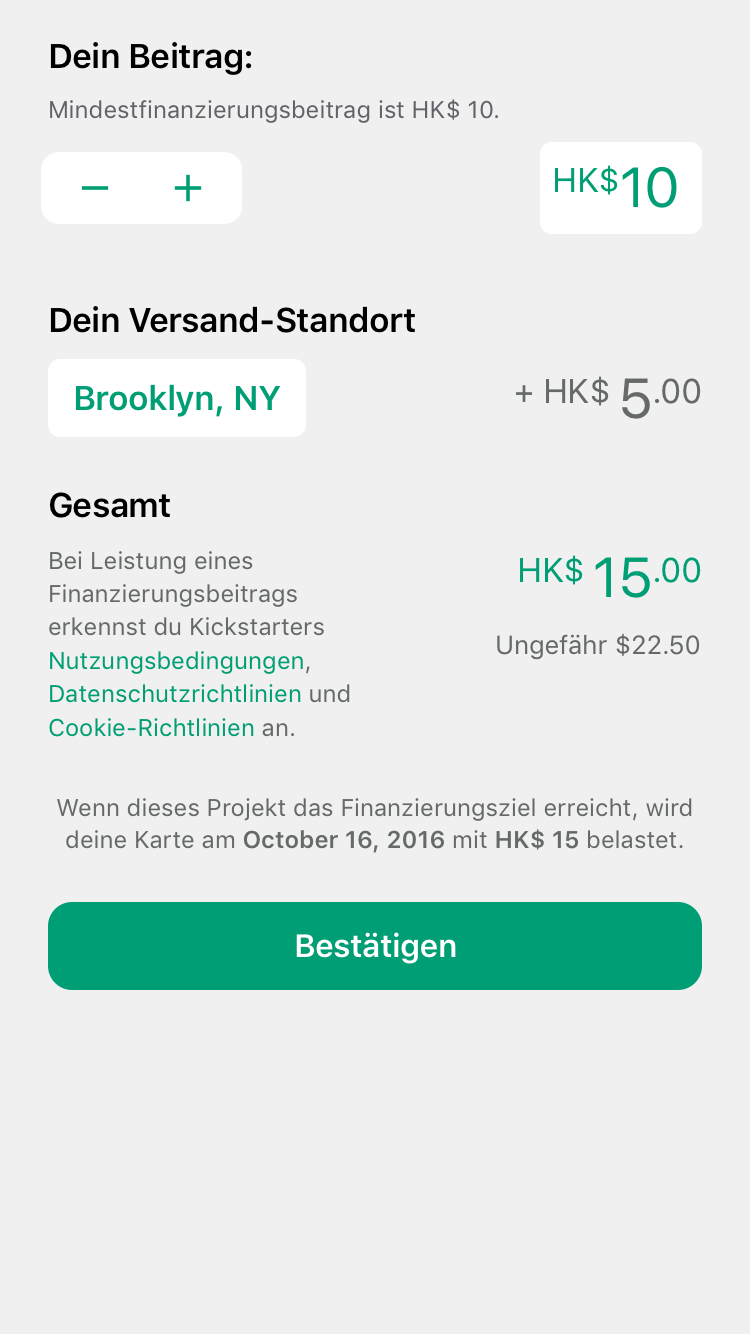 Dein Beitrag:
Mindestfinanzierungsbeitrag ist HK$ 10.
− +
HK$10
Dein Versand-Standort
Brooklyn, NY
+ HK$ 5.00
Gesamt
Bei Leistung eines
Finanzierungsbeitrags
erkennst du Kickstarters
Nutzungsbedingungen,
Datenschutzrichtlinien und
Cookie-Richtlinien an.
HK$ 15.00
Ungefähr $22.50
Wenn dieses Projekt das Finanzierungsziel erreicht, wird
deine Karte am October 16, 2016 mit HK$ 15 belastet.
Bestätigen